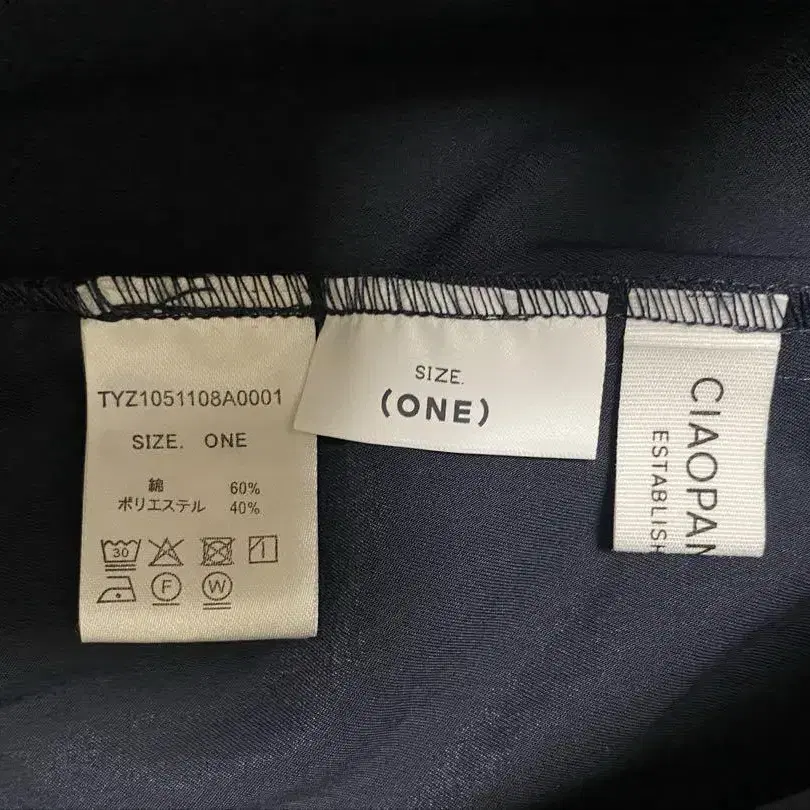 TYZ1051108A0001
SIZE. ONE
綿 60%
ポリエステル 40%
30
F
W
SIZE.
(ONE)
CIAOPAN
ESTABLISH